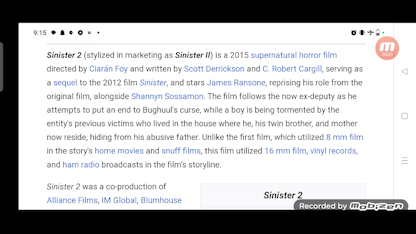 9:15
Sinister 2 (stylized in marketing as Sinister II) is a 2015 supernatural horror film
directed by Ciarán Foy and written by Scott Derrickson and C. Robert Cargill, serving as
a sequel to the 2012 film Sinister, and stars James Ransone, reprising his role from the
original film, alongside Shannyn Sossamon. The film follows the now ex-deputy as he
attempts to put an end to Bughuul's curse, while a boy is being tormented by the
entity's previous victims who lived in the house where he, his twin brother, and mother
now reside, hiding from his abusive father. Unlike the first film, which utilized 8 mm film
in the story's home movies and snuff films, this film utilized 16 mm film, vinyl records,
and ham radio broadcasts in the film's storyline.
Sinister 2 was a co-production of
Alliance Films, IM Global, Blumhouse
Sinister 2
Recorded by Mobizen